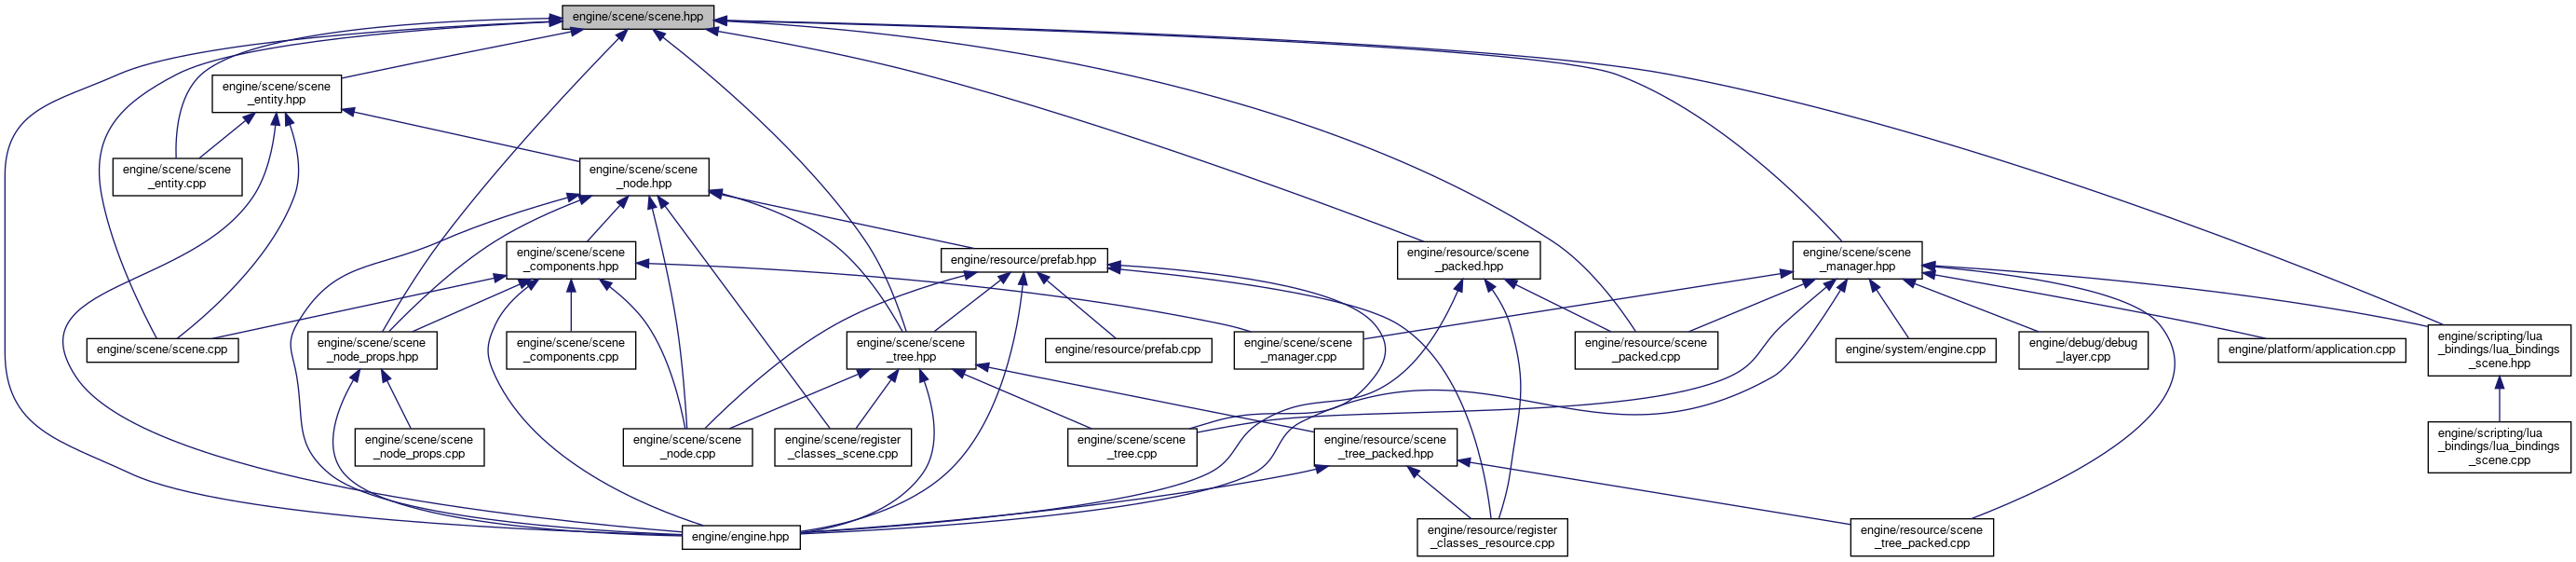 engine/scene/scene.hpp
engine/scene/scene
_entity.hpp
engine/scene/scene
_entity.cpp
engine/scene/scene
_node.hpp
engine/scene/scene
_components.hpp
engine/resource/prefab.hpp
engine/resource/scene
_packed.hpp
engine/scene/scene
_manager.hpp
engine/scene/scene.cpp
engine/scene/scene
_node_props.hpp
engine/scene/scene
_components.cpp
engine/scene/scene
_tree.hpp
engine/resource/prefab.cpp
engine/scene/scene
_manager.cpp
engine/resource/scene
_packed.cpp
engine/system/engine.cpp
engine/debug/debug
_layer.cpp
engine/platform/application.cpp
engine/scripting/lua
_bindings/lua_bindings
_scene.hpp
engine/scene/scene
_node_props.cpp
engine/scene/scene
_node.cpp
engine/scene/register
_classes_scene.cpp
engine/scene/scene
_tree.cpp
engine/resource/scene
_tree_packed.hpp
engine/scripting/lua
_bindings/lua_bindings
_scene.cpp
engine/engine.hpp
engine/resource/register
_classes_resource.cpp
engine/resource/scene
_tree_packed.cpp